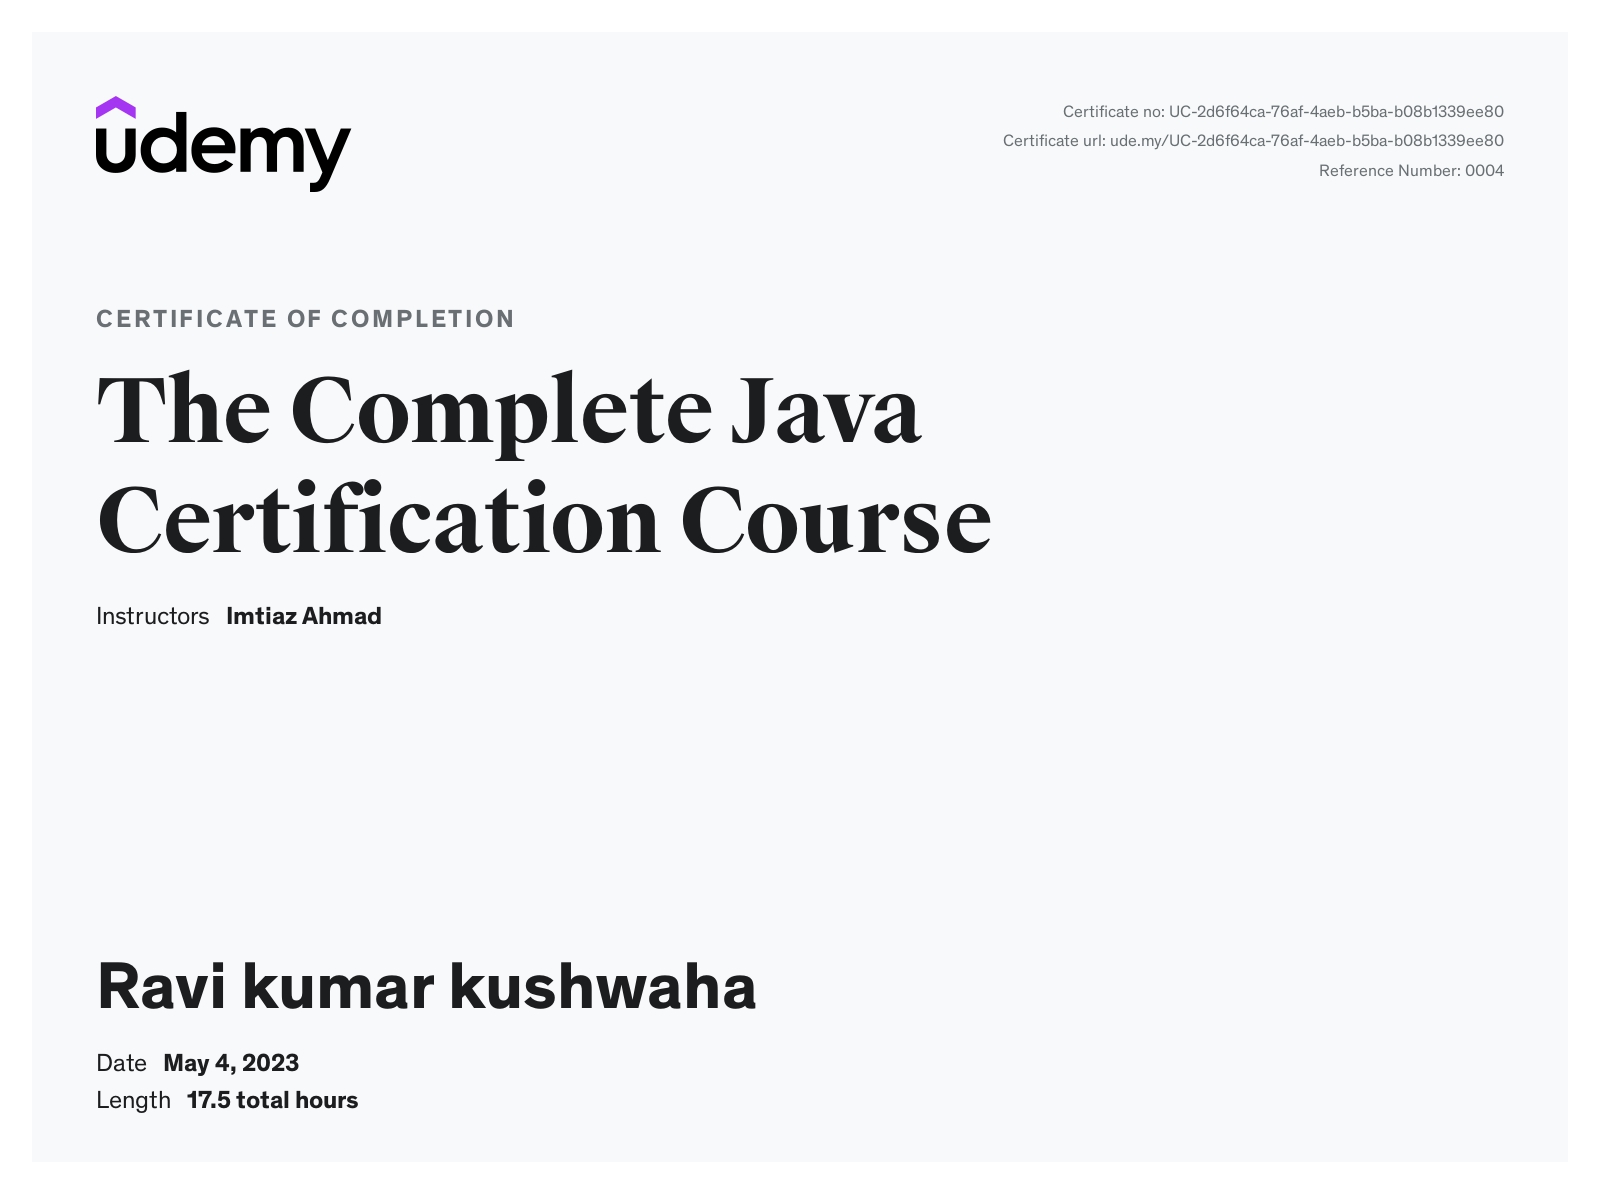 udemy
Certificate no: UC-2d6f64ca-76af-4aeb-b5ba-b08b1339ee80
Certificate url: ude.my/UC-2d6f64ca-76af-4aeb-b5ba-b08b1339ee80
Reference Number: 0004
CERTIFICATE OF COMPLETION
The Complete Java
Certification Course
Instructors Imtiaz Ahmad
Ravi kumar kushwaha
Date May 4, 2023
Length 17.5 total hours